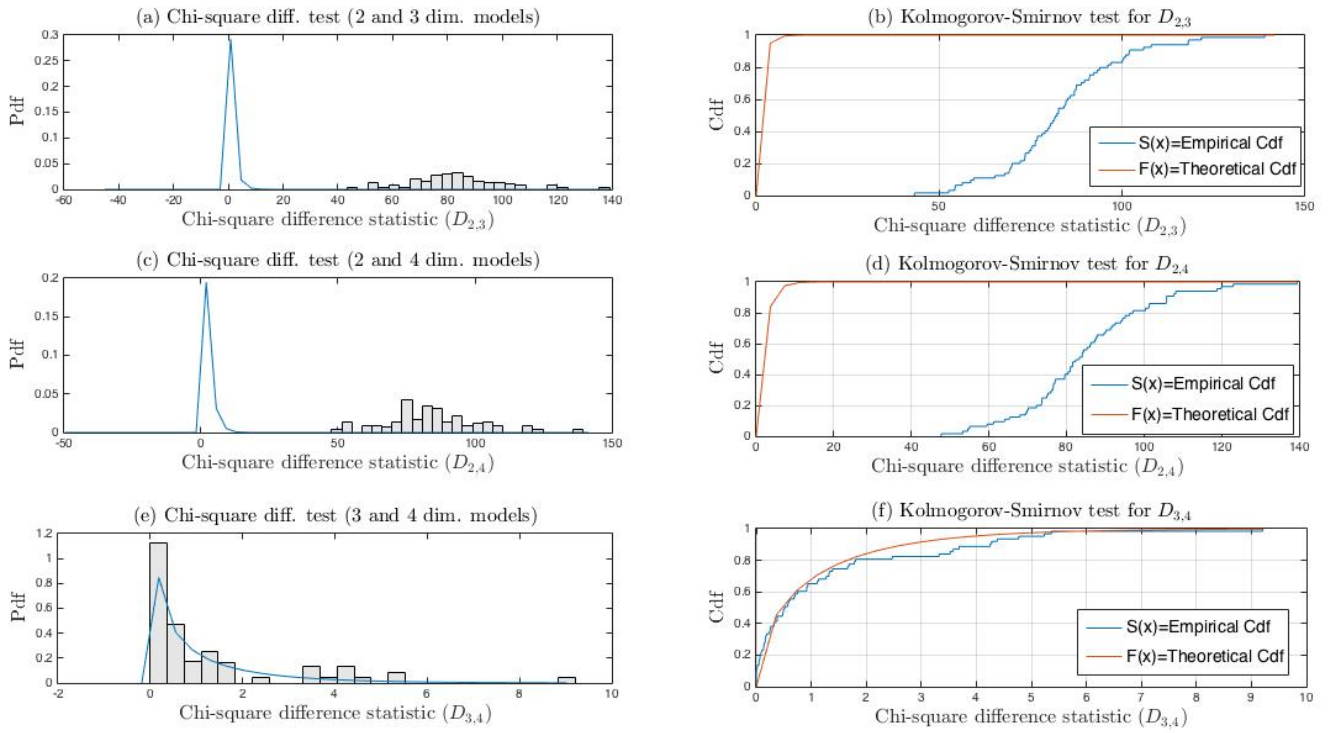 (a) Chi-square diff. test (2 and 3 dim. models)
Pdf
0.3
0.25
0.2
0.15
0.1
0.05
0
-60 -40 -20 0 20 40 60 80 100 120 140
Chi-square difference statistic (D2,3)
(b) Kolmogorov-Smirnov test for D2,3
Cdf
1
0.8
0.6
0.4
0.2
0
0 50 100 150
S(x)=Empirical Cdf
F(x)=Theoretical Cdf
Chi-square difference statistic (D2,3)
(c) Chi-square diff. test (2 and 4 dim. models)
Pdf
0.2
0.15
0.1
0.05
0
-50 0 50 100 150
Chi-square difference statistic (D2,4)
(d) Kolmogorov-Smirnov test for D2,4
Cdf
1
0.8
0.6
0.4
0.2
0
0 20 40 60 80 100 120 140
S(x)=Empirical Cdf
F(x)=Theoretical Cdf
Chi-square difference statistic (D2,4)
(e) Chi-square diff. test (3 and 4 dim. models)
Pdf
1.2
1
0.8
0.6
0.4
0.2
0
-2 0 2 4 6 8 10
Chi-square difference statistic (D3,4)
(f) Kolmogorov-Smirnov test for D3,4
Cdf
1
0.8
0.6
0.4
0.2
0
0 1 2 3 4 5 6 7 8 9 10
S(x)=Empirical Cdf
F(x)=Theoretical Cdf
Chi-square difference statistic (D3,4)